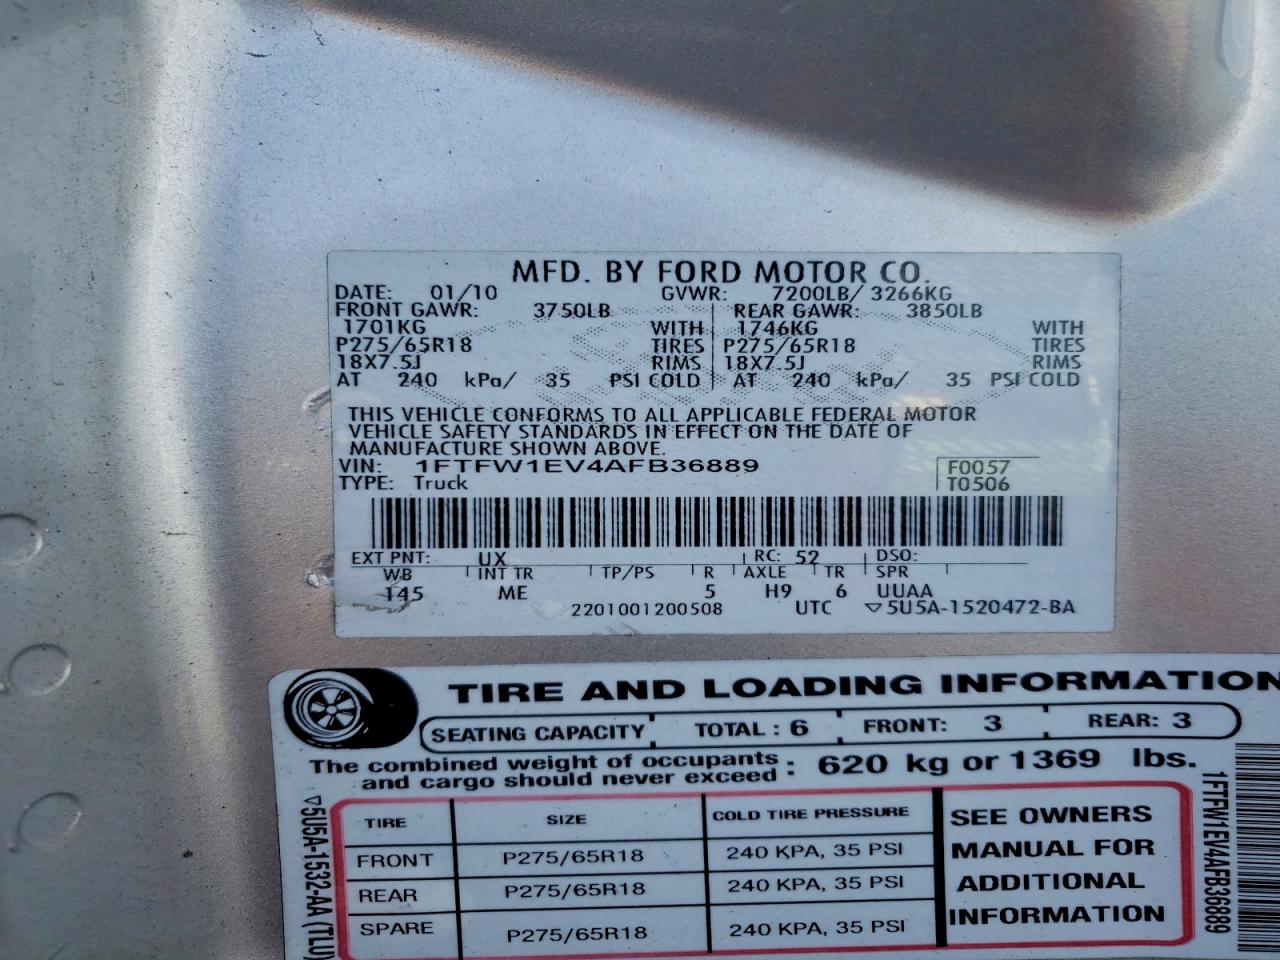 MFD. BY FORD MOTOR CO.
DATE: 01/10 GVWR: 7200LB/ 3266KG
FRONT GAWR: 3750LB REAR GAWR: 3850LB
1701KG WITH 1746KG WITH
P275/65R18 TIRES P275/65R18 TIRES
18X7.5J RIMS 18X7.5J RIMS
AT 240 kPa/ 35 PSI COLD AT 240 kPa/ 35 PSI COLD
THIS VEHICLE CONFORMS TO ALL APPLICABLE FEDERAL MOTOR
VEHICLE SAFETY STANDARDS IN EFFECT ON THE DATE OF
MANUFACTURE SHOWN ABOVE.
VIN: 1FTFW1EV4AFB36889 F0057
TYPE: Truck T0506
EXT PNT: UX RC: 52 DSO:
WB INT TR TP/PS R AXLE TR SPR
145 ME 5 H9 6 UUAA
2201001200508 UTC ▽5U5A-1520472-BA
TIRE AND LOADING INFORMATION
SEATING CAPACITY TOTAL : 6 FRONT: 3 REAR: 3
The combined weight of occupants
and cargo should never exceed : 620 kg or 1369 lbs.
TIRE SIZE COLD TIRE PRESSURE
FRONT P275/65R18 240 KPA, 35 PSI
REAR P275/65R18 240 KPA, 35 PSI
SPARE P275/65R18 240 KPA, 35 PSI
SEE OWNERS
MANUAL FOR
ADDITIONAL
INFORMATION
▽5U5A-1532-AA (TLU)
1FTFW1EV4AFB36889